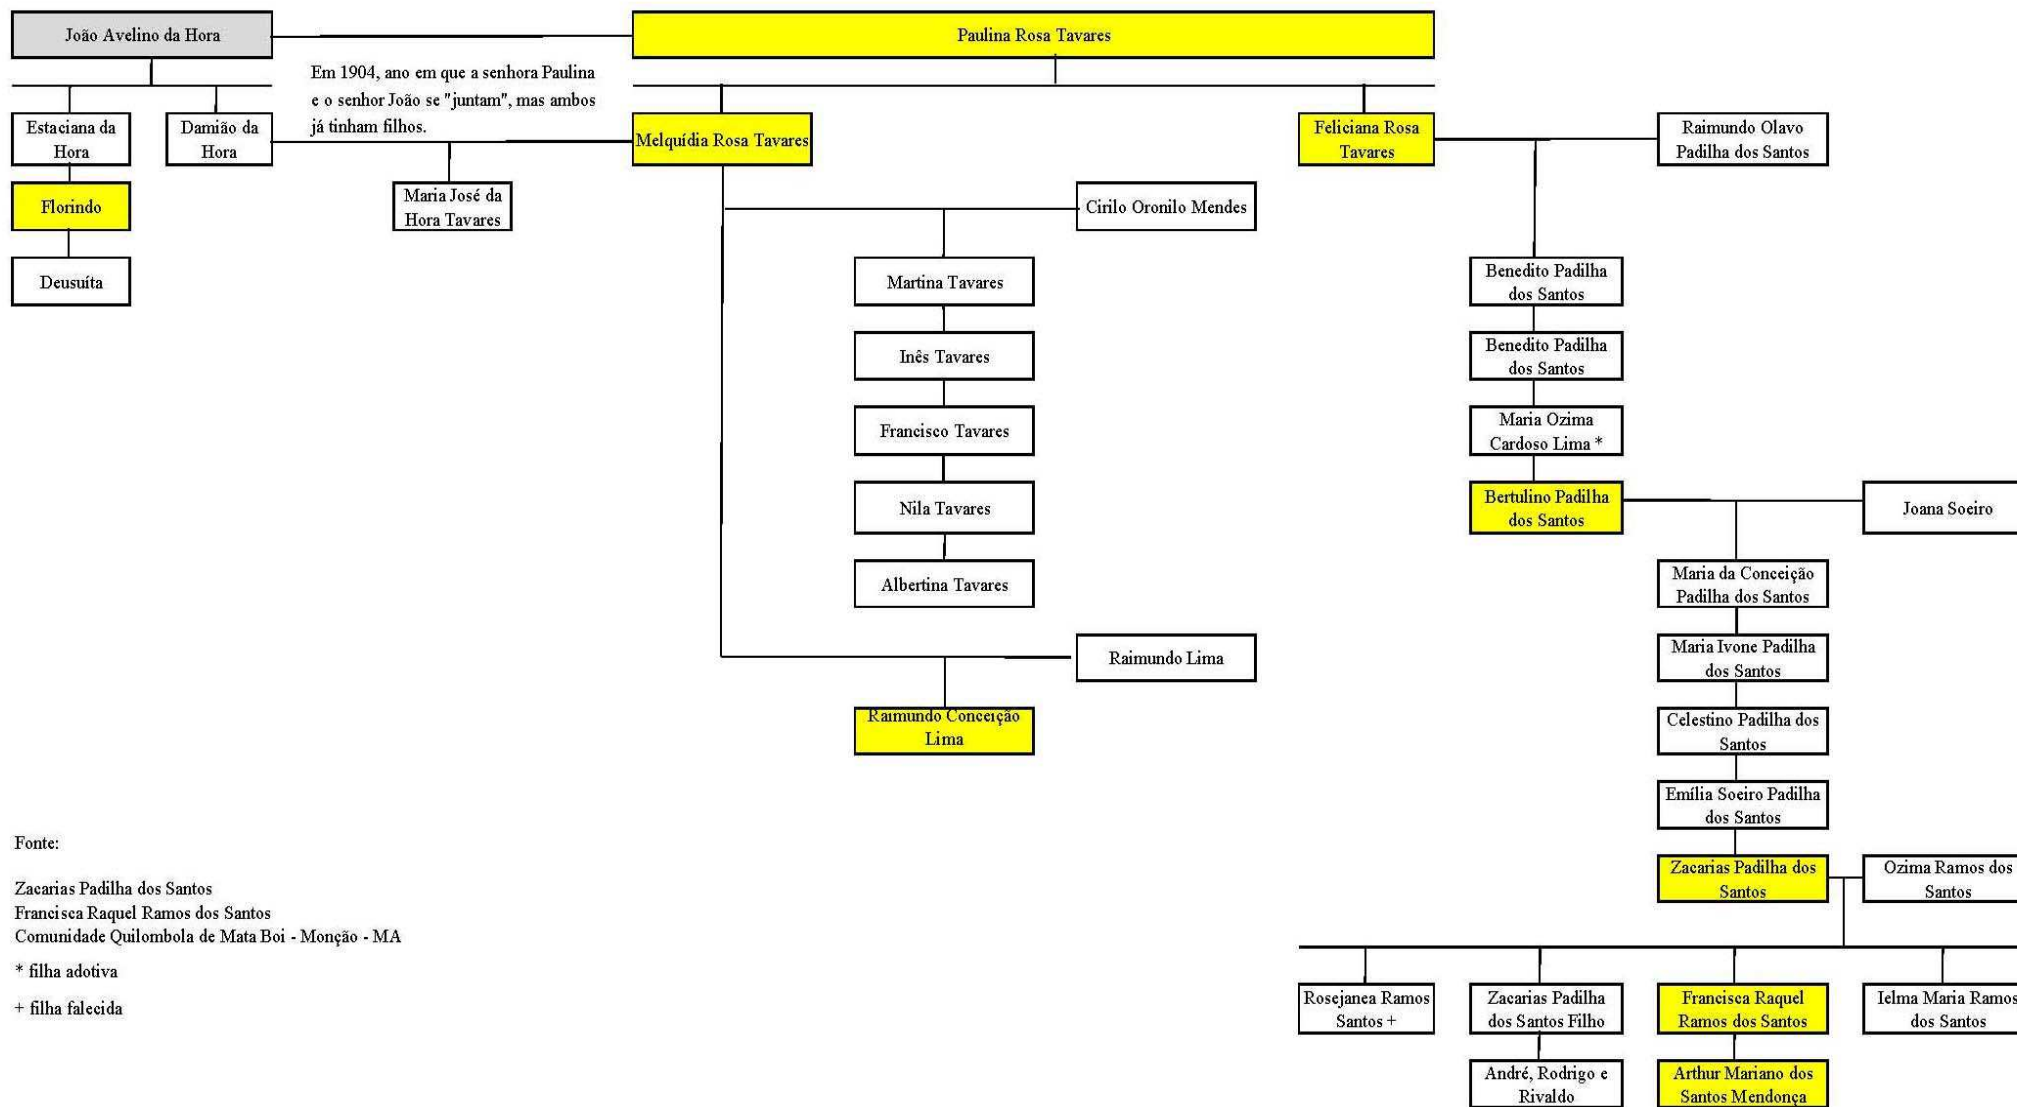 João Avelino da Hora
Paulina Rosa Tavares
Em 1904, ano em que a senhora Paulina
e o senhor João se "juntam", mas ambos
já tinham filhos.
Estaciana da
Hora
Damião da
Hora
Melquídia Rosa Tavares
Feliciana Rosa
Tavares
Raimundo Olavo
Padilha dos Santos
Florindo
Maria José da
Hora Tavares
Cirilo Oronilo Mendes
Deusuíta
Martina Tavares
Benedito Padilha
dos Santos
Inês Tavares
Benedito Padilha
dos Santos
Francisco Tavares
Maria Ozima
Cardoso Lima *
Nila Tavares
Bertulino Padilha
dos Santos
Joana Soeiro
Albertina Tavares
Maria da Conceição
Padilha dos Santos
Raimundo Lima
Maria Ivone Padilha
dos Santos
Raimundo Conceição
Lima
Celestino Padilha dos
Santos
Emília Soeiro Padilha
dos Santos
Zacarias Padilha dos
Santos
Ozima Ramos dos
Santos
Fonte:
Zacarias Padilha dos Santos
Francisca Raquel Ramos dos Santos
Comunidade Quilombola de Mata Boi - Monção - MA
* filha adotiva
+ filha falecida
Rosejanea Ramos
Santos +
Zacarias Padilha
dos Santos Filho
Francisca Raquel
Ramos dos Santos
Ielma Maria Ramos
dos Santos
André, Rodrigo e
Rivaldo
Arthur Mariano dos
Santos Mendonça